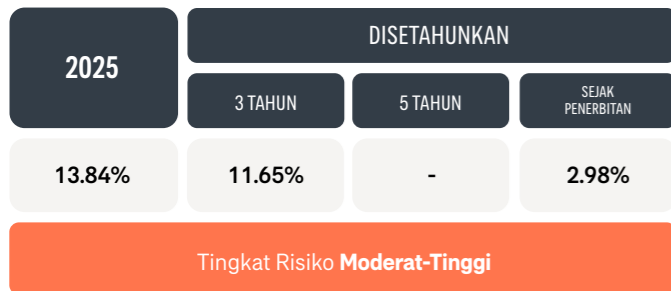 2025
DISETAHUNKAN
3 TAHUN
5 TAHUN
SEJAK
PENERBITAN
13.84%
11.65%
-
2.98%
Tingkat Risiko Moderat-Tinggi